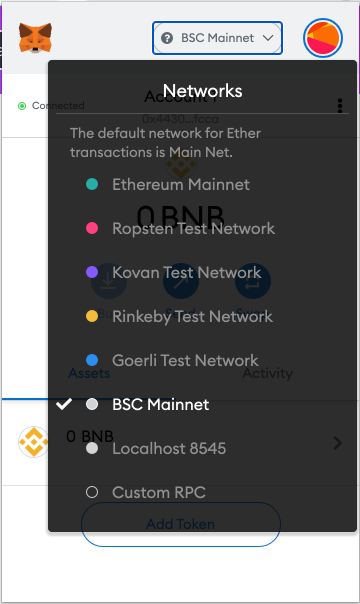 BSC Mainnet
Networks
Connected
Account 1
0x4430...fcca
The default network for Ether
transactions is Main Net.
Ethereum Mainnet
0 BNB
Ropsten Test Network
Kovan Test Network
Rinkeby Test Network
Goerli Test Network
Assets
Activity
BSC Mainnet
0 BNB
Localhost 8545
Custom RPC
Add Token